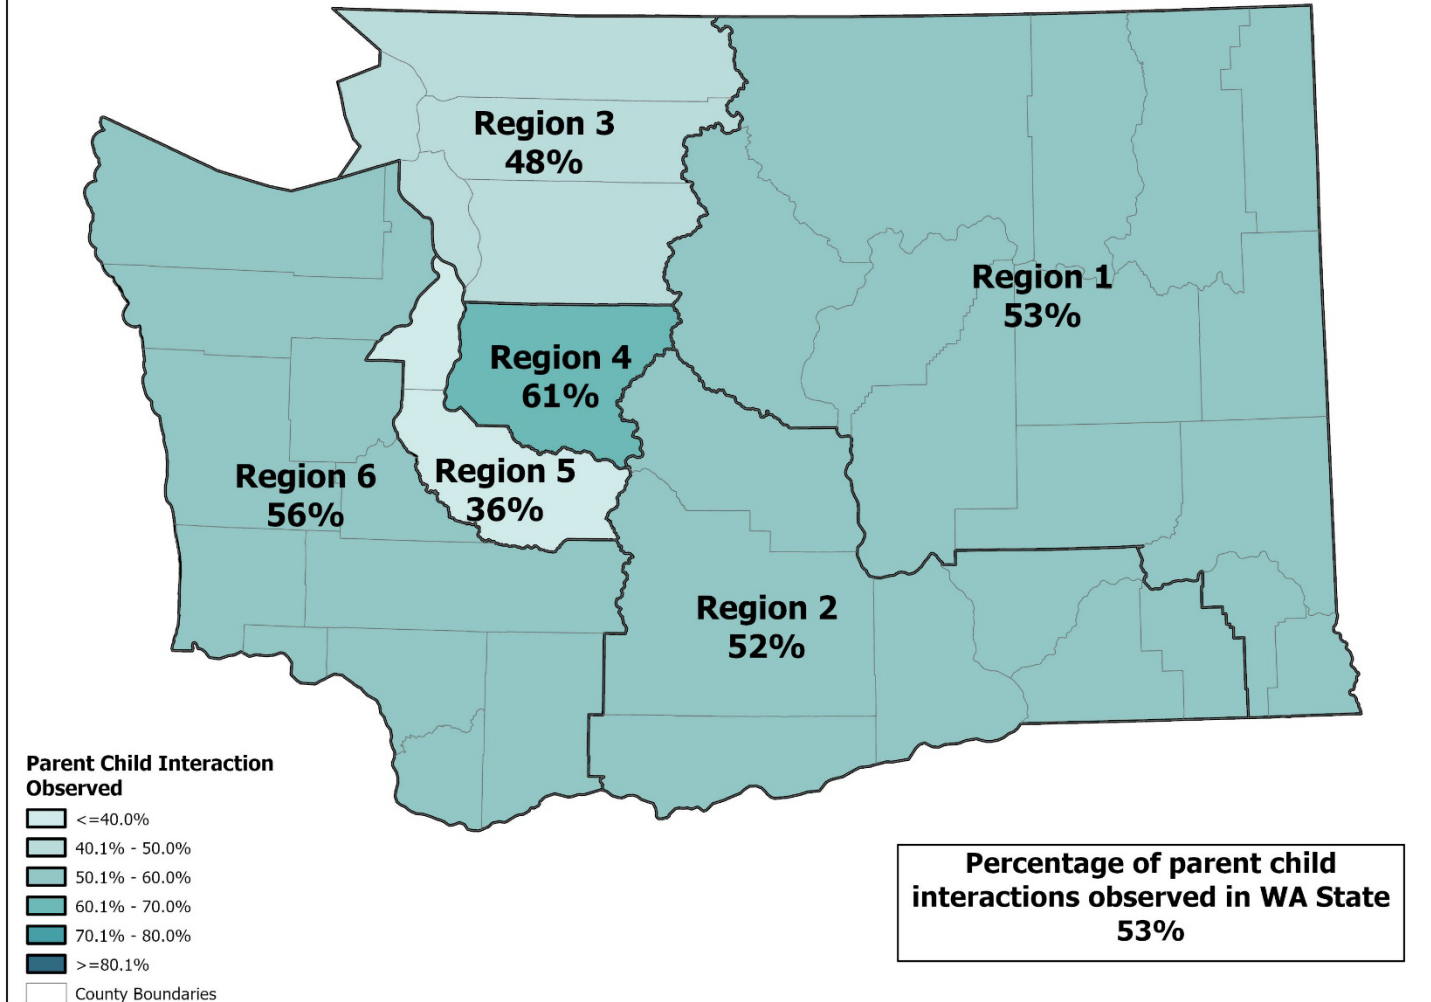 Region 3
48%
Region 1
53%
Region 4
61%
Region 5
36%
Region 6
56%
Region 2
52%
Parent Child Interaction
Observed
<=40.0%
40.1% - 50.0%
50.1% - 60.0%
60.1% - 70.0%
70.1% - 80.0%
>=80.1%
County Boundaries
Percentage of parent child
interactions observed in WA State
53%